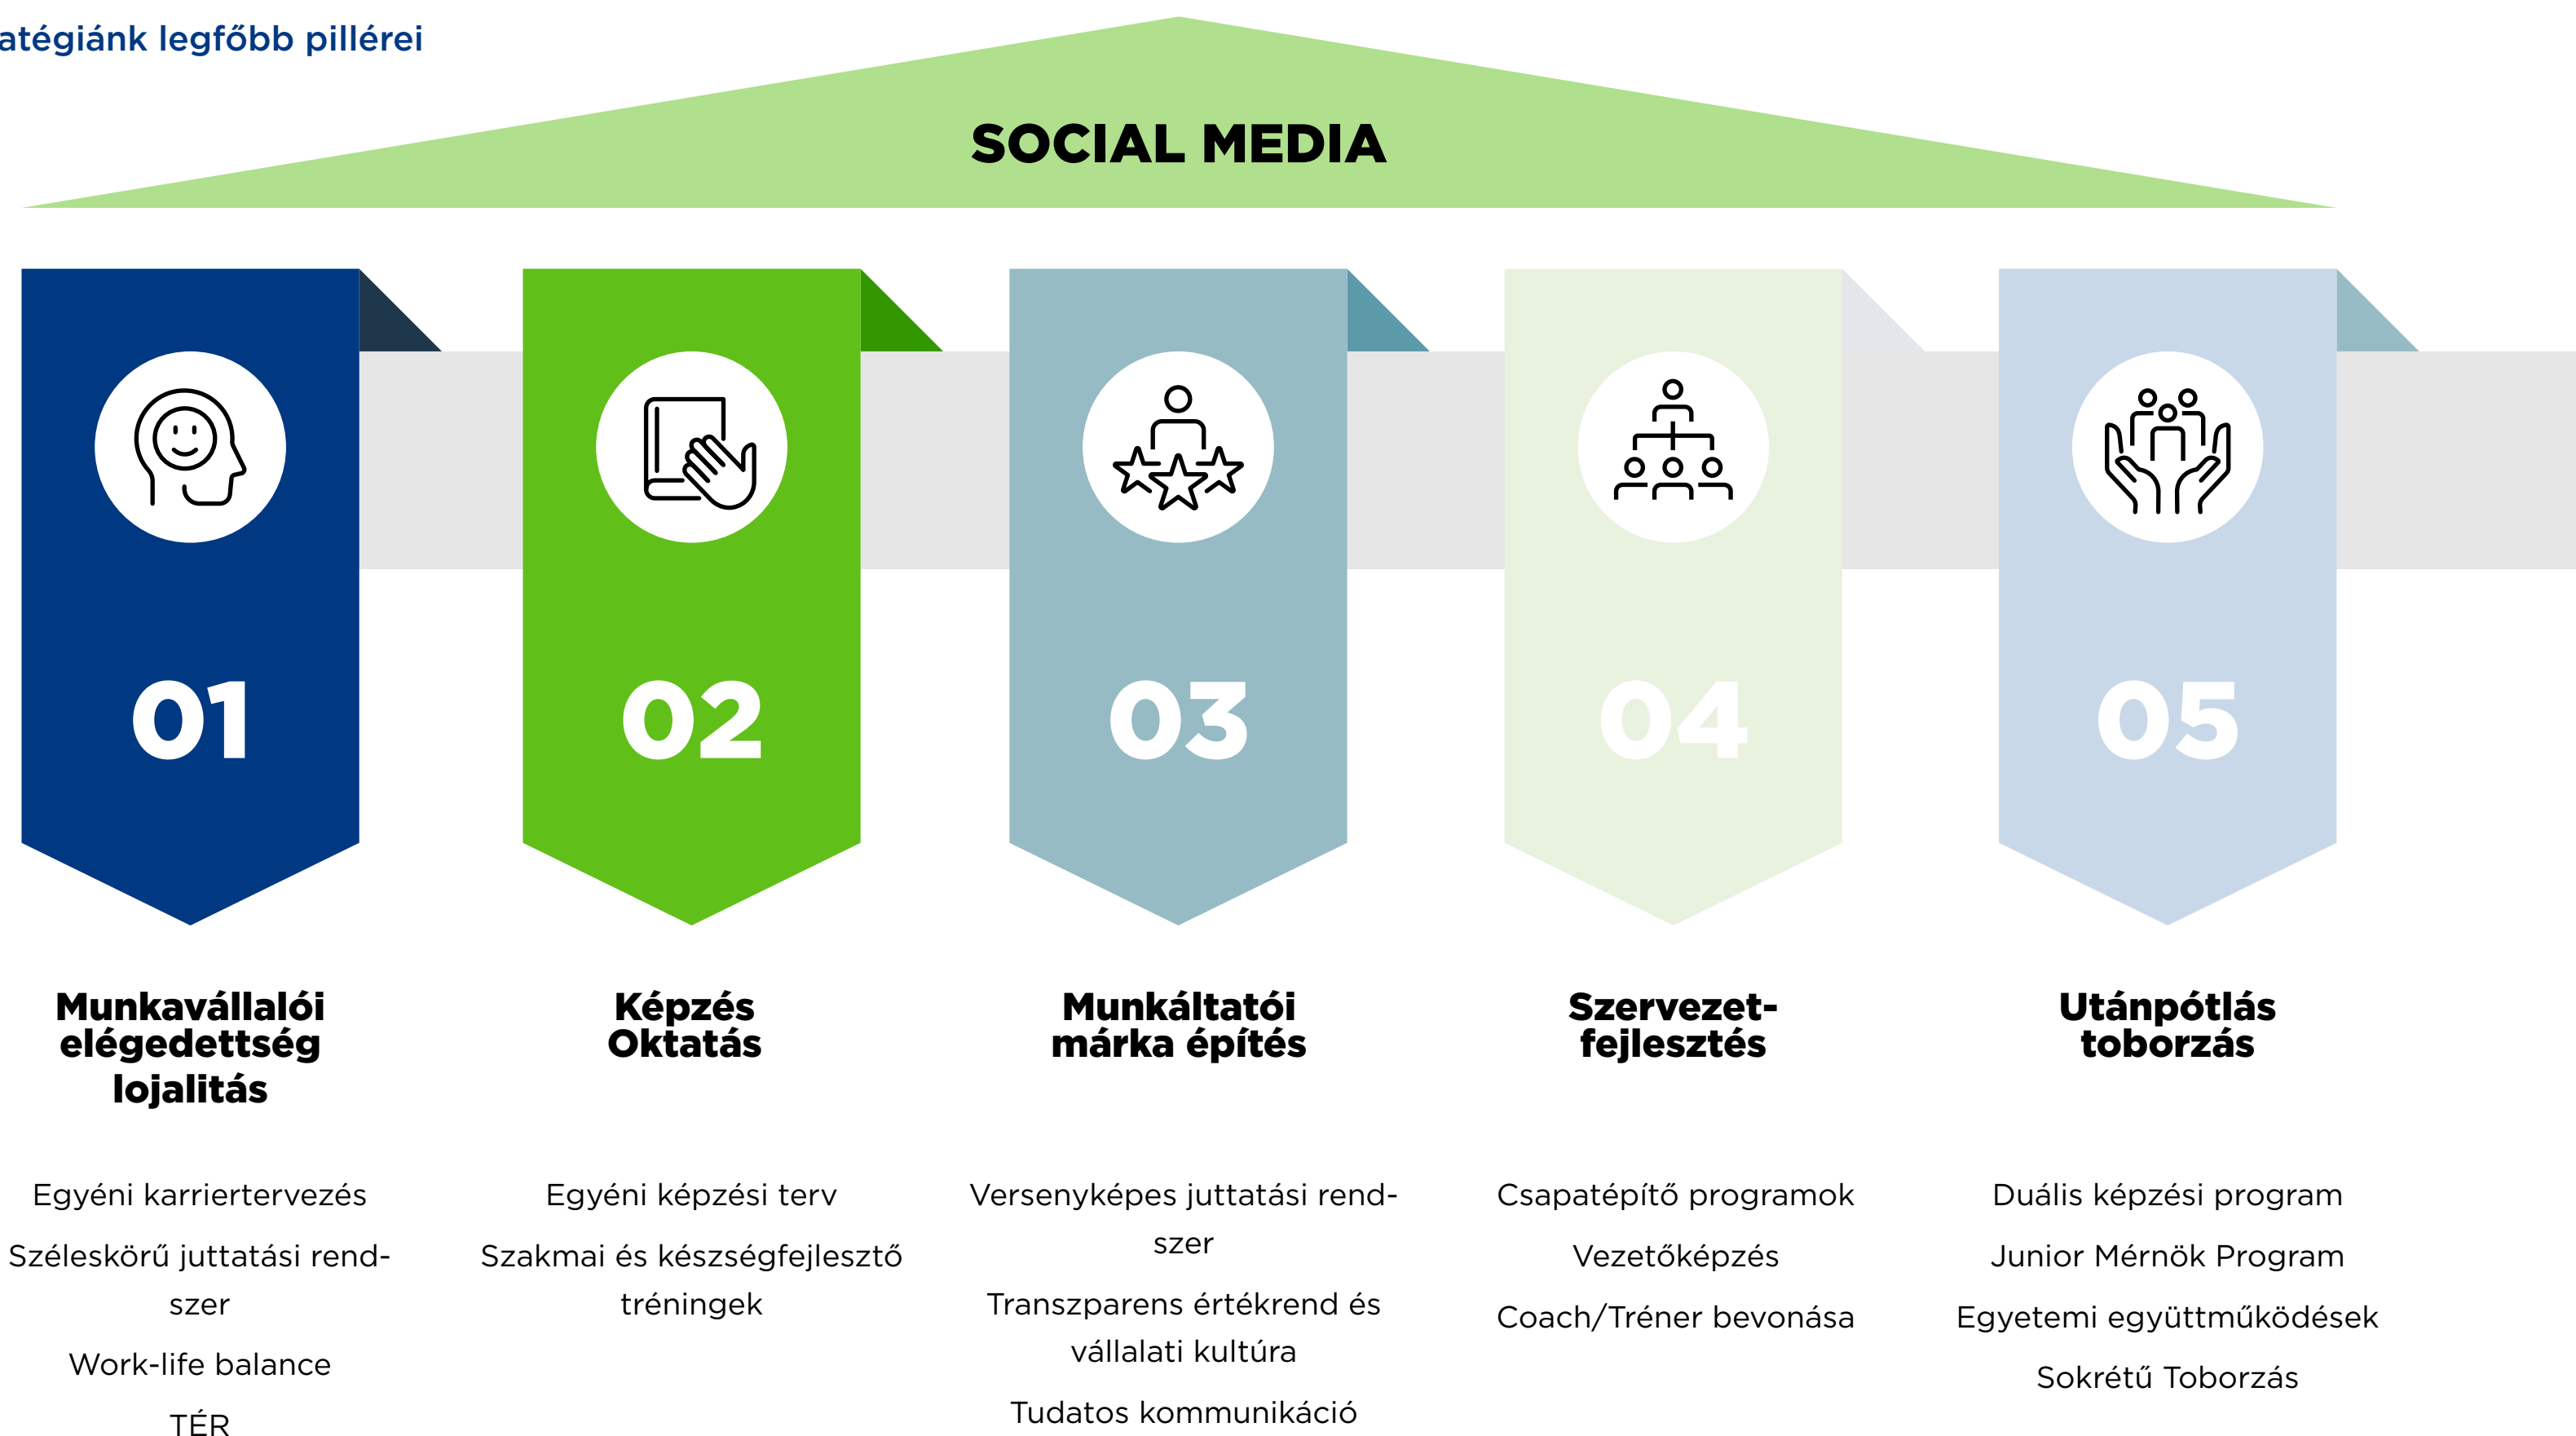 atégiánk legfőbb pillérei
SOCIAL MEDIA
01
02
03
04
05
Munkavállalói
elégedettség
lojalitás
Képzés
Oktatás
Munkáltatói
márka építés
Szervezet-
fejlesztés
Utánpótlás
toborzás
Egyéni karriertervezés
Széleskörű juttatási rend-
szer
Work-life balance
TÉR
Egyéni képzési terv
Szakmai és készségfejlesztő
tréningek
Versenyképes juttatási rend-
szer
Transzparens értékrend és
vállalati kultúra
Tudatos kommunikáció
Csapatépítő programok
Vezetőképzés
Coach/Tréner bevonása
Duális képzési program
Junior Mérnök Program
Egyetemi együttműködések
Sokrétű Toborzás